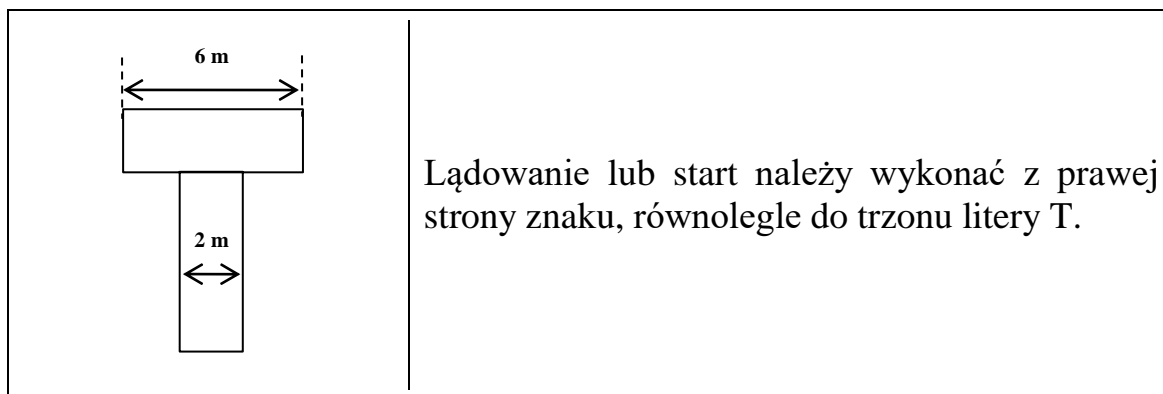 6 m
2 m
Lądowanie lub start należy wykonać z prawej
strony znaku, równolegle do trzonu litery T.